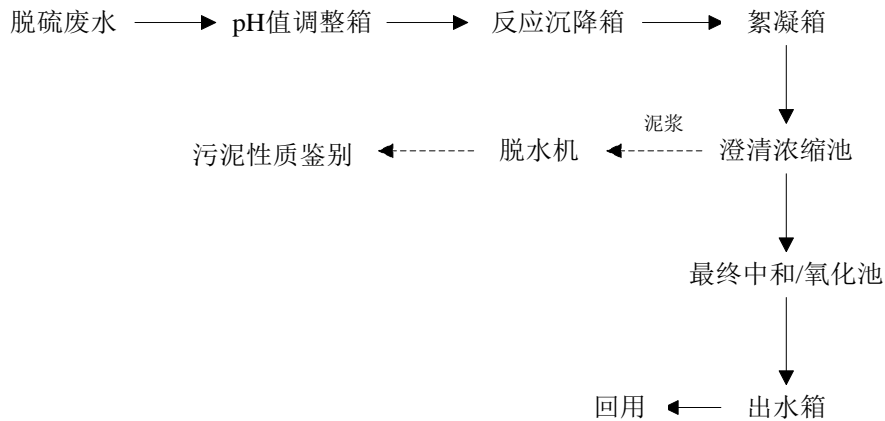 脱硫废水
pH值调整箱
反应沉降箱
絮凝箱
泥浆
污泥性质鉴别
脱水机
澄清浓缩池
最终中和/氧化池
回用
出水箱